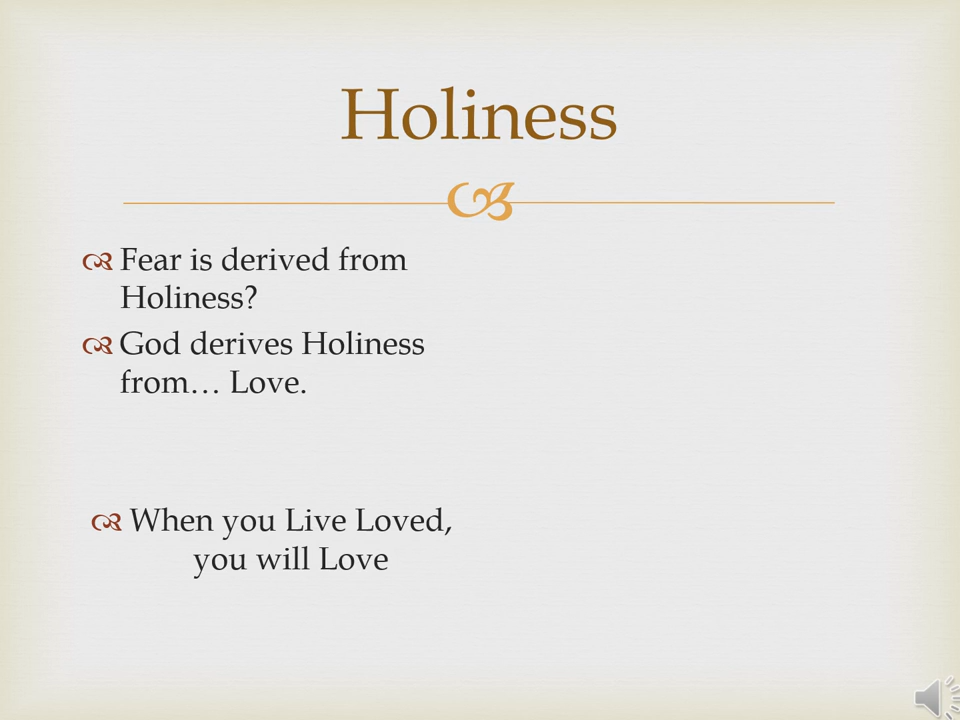 Holiness
Fear is derived from
Holiness?
God derives Holiness
from… Love.
When you Live Loved,
you will Love